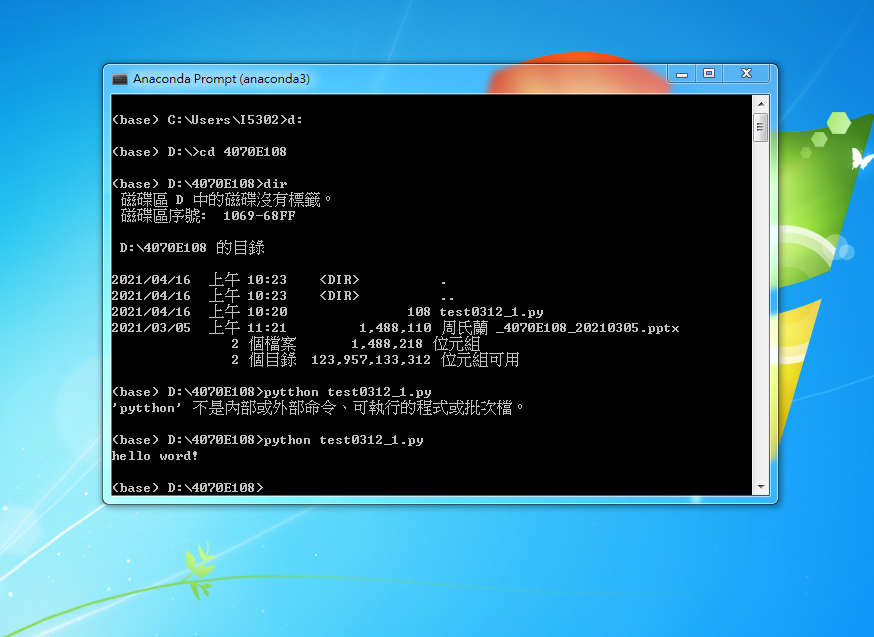 Anaconda Prompt (anaconda3)
(base) C:\Users\I5302>d:
(base) D:\>cd 4070E108
(base) D:\4070E108>dir
磁碟區 D 中的磁碟沒有標籤。
磁碟區序號: 1069-68FF
D:\4070E108 的目錄
2021/04/16 上午 10:23 <DIR> .
2021/04/16 上午 10:23 <DIR> ..
2021/04/16 上午 10:20 108 test0312_1.py
2021/03/05 上午 11:21 1,488,110 周氏蘭 _4070E108_20210305.pptx
2 個檔案 1,488,218 位元組
2 個目錄 123,957,133,312 位元組可用
(base) D:\4070E108>pytthon test0312_1.py
'pytthon' 不是內部或外部命令、可執行的程式或批次檔。
(base) D:\4070E108>python test0312_1.py
hello word!
(base) D:\4070E108>